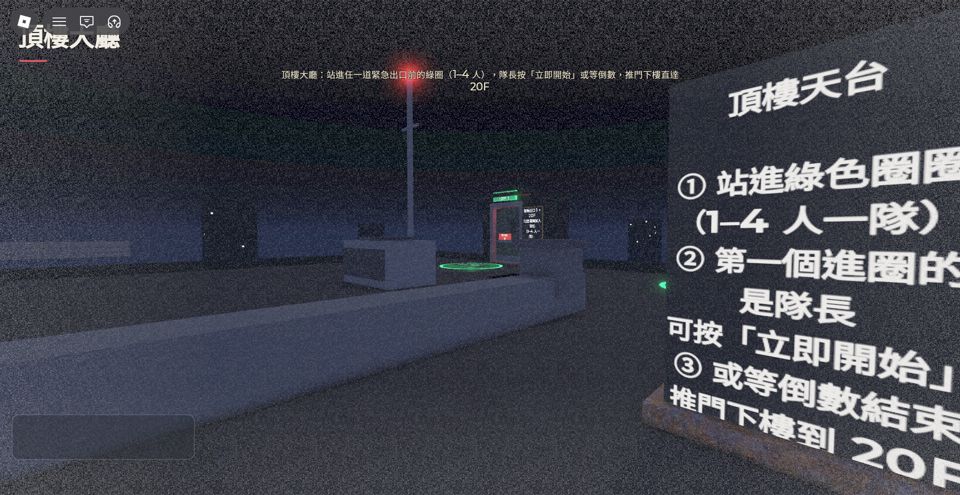 頂樓大廳
頂樓大廳：站進任一道緊急出口前的綠圈（1–4 人），隊長按「立即開始」或等倒數，推門下樓直達
20F
頂樓天台
① 站進綠色圈圈
（1–4 人一隊）
② 第一個進圈的
是隊長
可按「立即開始」
③ 或等倒數結束
推門下樓到 20F